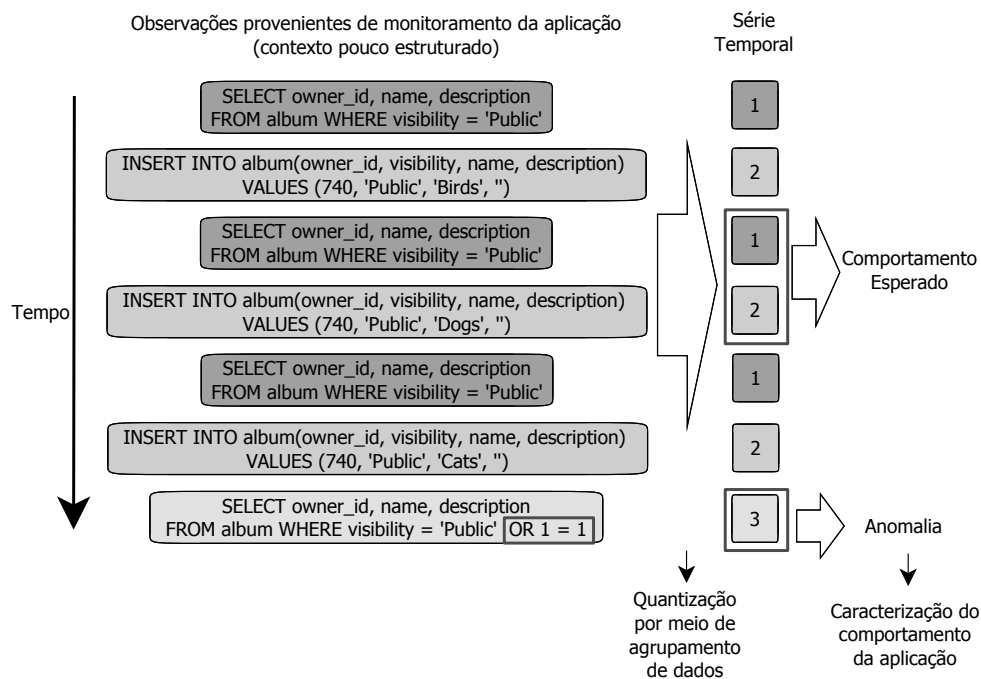 Observações provenientes de monitoramento da aplicação
(contexto pouco estruturado)
Série
Temporal
SELECT owner_id, name, description
FROM album WHERE visibility = 'Public'
1
INSERT INTO album(owner_id, visibility, name, description)
VALUES (740, 'Public', 'Birds', '')
2
SELECT owner_id, name, description
FROM album WHERE visibility = 'Public'
1
Comportamento
Esperado
Tempo
INSERT INTO album(owner_id, visibility, name, description)
VALUES (740, 'Public', 'Dogs', '')
2
SELECT owner_id, name, description
FROM album WHERE visibility = 'Public'
1
INSERT INTO album(owner_id, visibility, name, description)
VALUES (740, 'Public', 'Cats', '')
2
SELECT owner_id, name, description
FROM album WHERE visibility = 'Public' OR 1 = 1
3
Anomalia
Quantização
por meio de
agrupamento
de dados
Caracterização do
comportamento
da aplicação